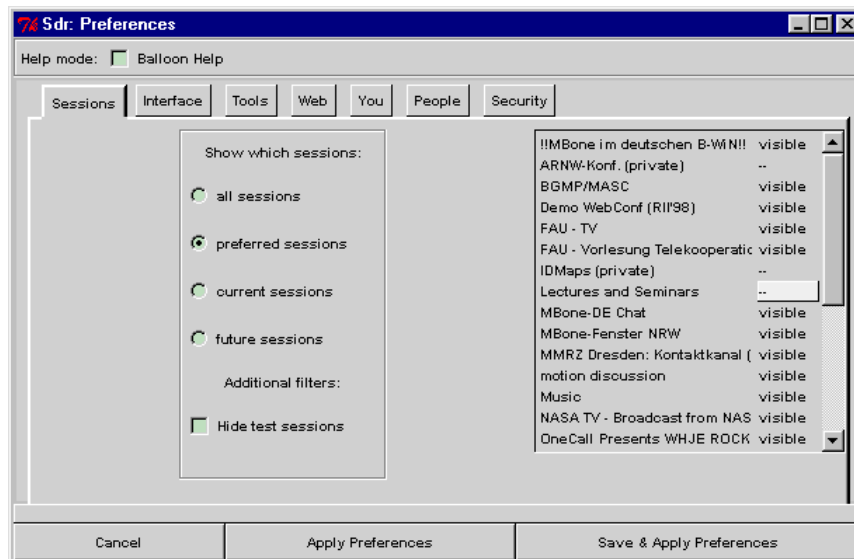 Sdr: Preferences
Help mode: Balloon Help
Sessions Interface Tools Web You People Security
Show which sessions:
all sessions
preferred sessions
current sessions
future sessions
Additional filters:
Hide test sessions
!!MBone im deutschen B-WiN!! visible
ARNW-Konf. (private) --
BGMP/MASC visible
Demo WebConf (RII'98) visible
FAU - TV visible
FAU - Vorlesung Telekooperatic visible
IDMaps (private) --
Lectures and Seminars --
MBone-DE Chat visible
MBone-Fenster NRW visible
MMRZ Dresden: Kontaktkanal ( visible
motion discussion visible
Music visible
NASA TV - Broadcast from NAS visible
OneCall Presents WHJE ROCK visible
Cancel Apply Preferences Save & Apply Preferences